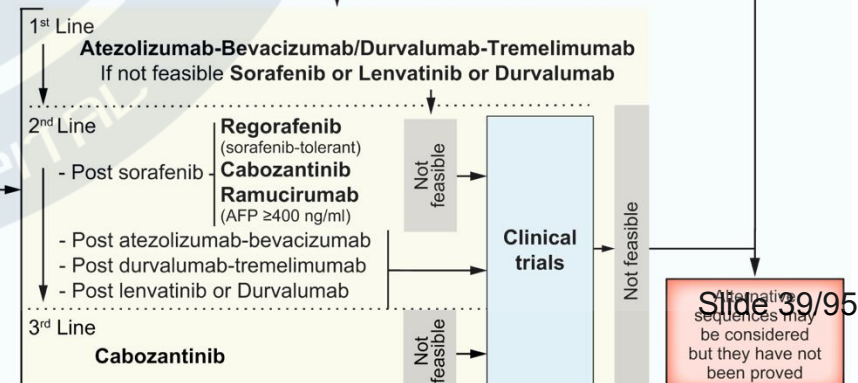 1st Line
Atezolizumab-Bevacizumab/Durvalumab-Tremelimumab
If not feasible Sorafenib or Lenvatinib or Durvalumab
2nd Line
- Post sorafenib
Regorafenib
(sorafenib-tolerant)
Cabozantinib
Ramucirumab
(AFP ≥400 ng/ml)
Not
feasible
- Post atezolizumab-bevacizumab
- Post durvalumab-tremelimumab
- Post lenvatinib or Durvalumab
Clinical
trials
Not feasible
3rd Line
Cabozantinib
Not
feasible
Alternative
sequences may
be considered
but they have not
been proved
Slide 39/95